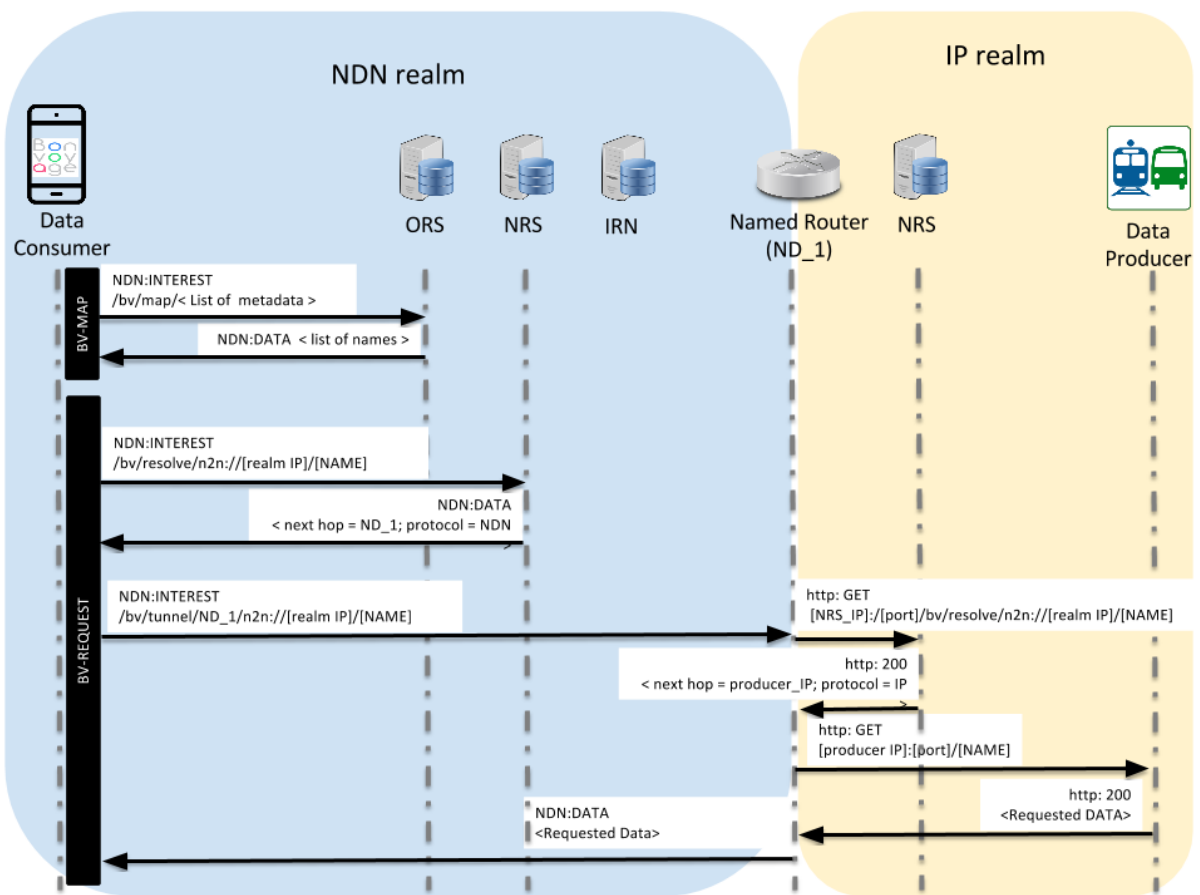 NDN realm
IP realm
Bon
voy
age
Data
Consumer
ORS
NRS
IRN
Named Router
(ND_1)
NRS
Data
Producer
BV-MAP
NDN:INTEREST
/bv/map/< List of metadata >
NDN:DATA < list of names >
BV-REQUEST
NDN:INTEREST
/bv/resolve/n2n://[realm IP]/[NAME]
NDN:DATA
< next hop = ND_1; protocol = NDN
>
NDN:INTEREST
/bv/tunnel/ND_1/n2n://[realm IP]/[NAME]
http: GET
[NRS_IP]:/[port]/bv/resolve/n2n://[realm IP]/[NAME]
http: 200
< next hop = producer_IP; protocol = IP
>
http: GET
[producer IP]:[port]/[NAME]
http: 200
<Requested DATA>
NDN:DATA
<Requested Data>